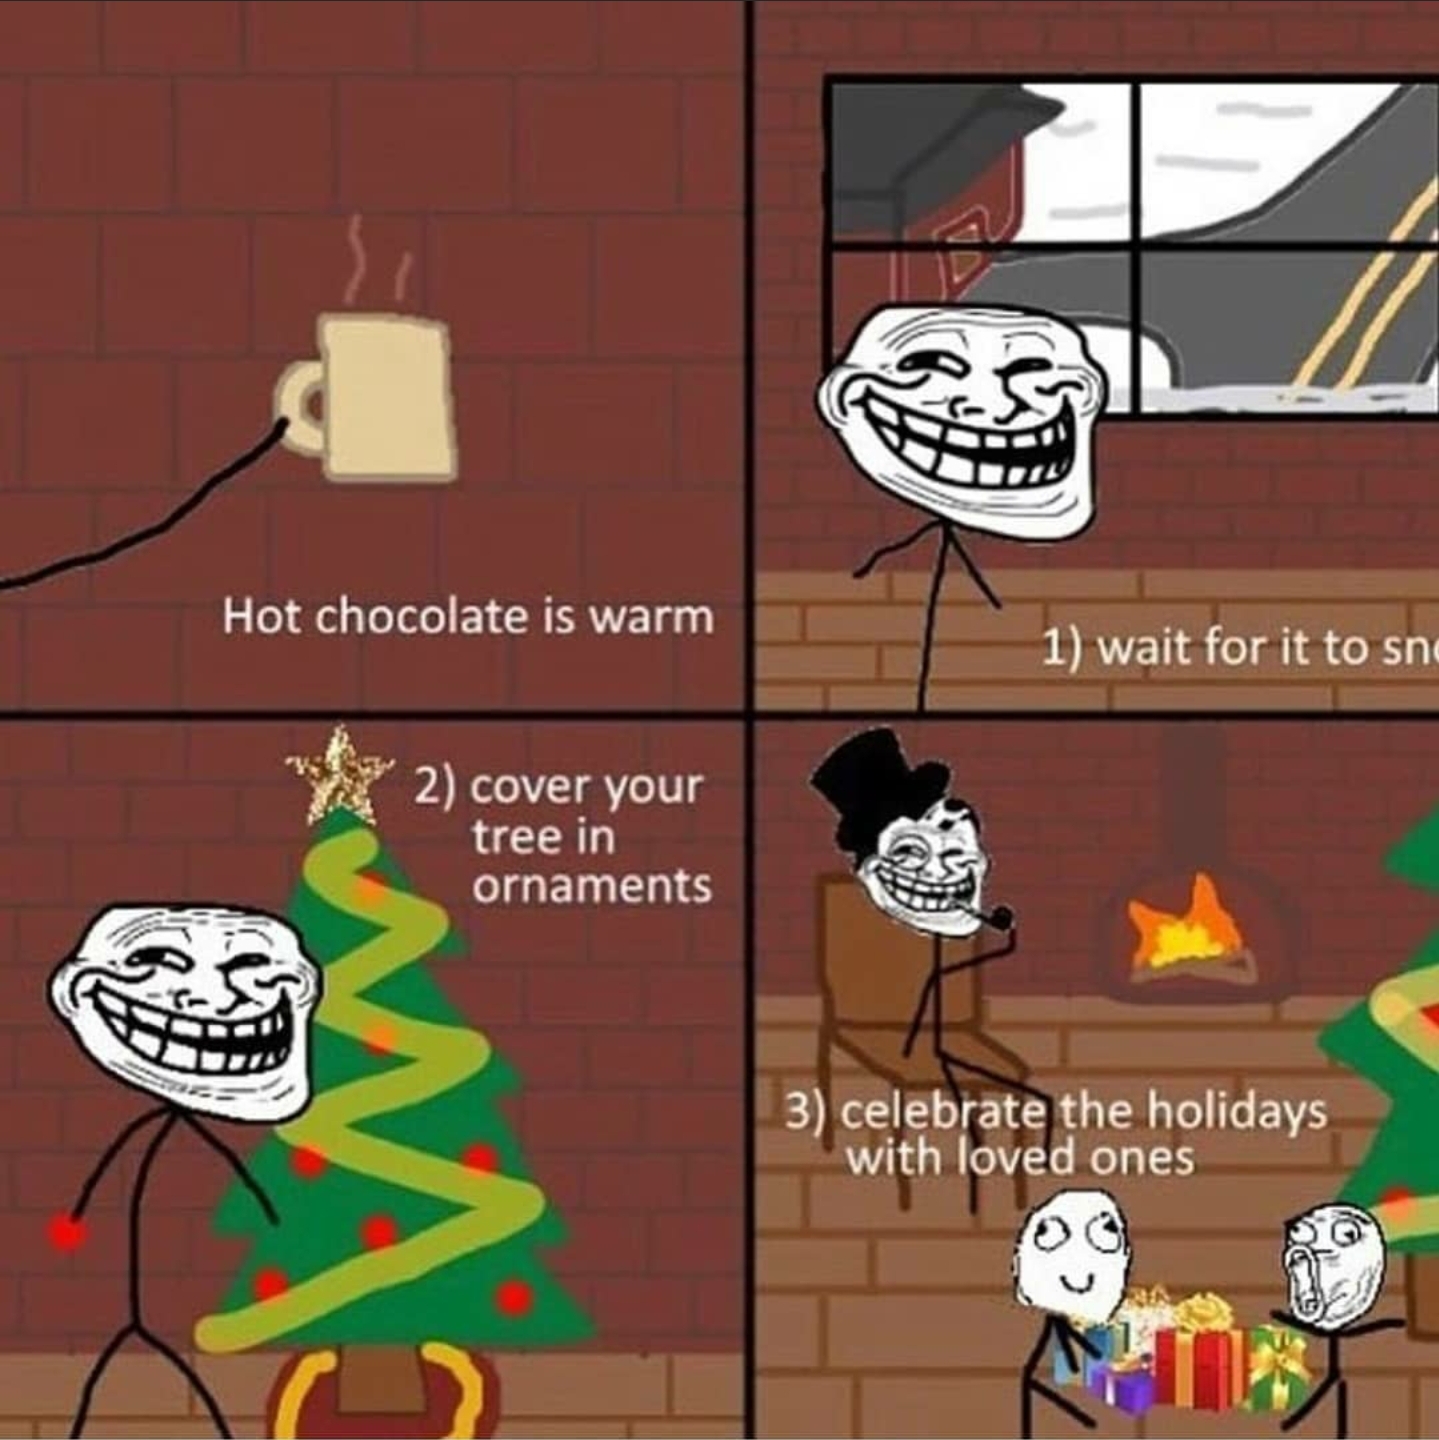 Hot chocolate is warm
1) wait for it to
2) cover your
tree in
ornaments
3) celebrate the holidays
with loved ones